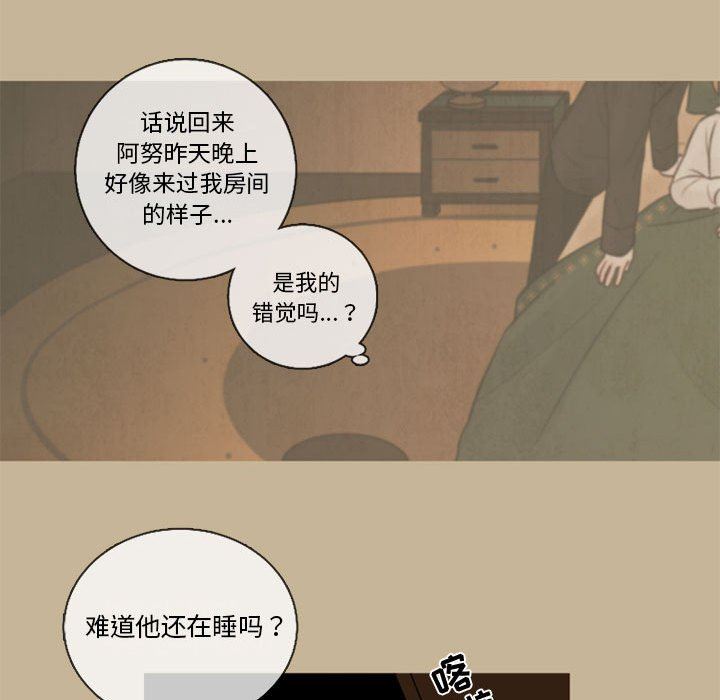 话说回来
阿努昨天晚上
好像来过我房间
的样子...
是我的
错觉吗...?
难道他还在睡吗?
喀